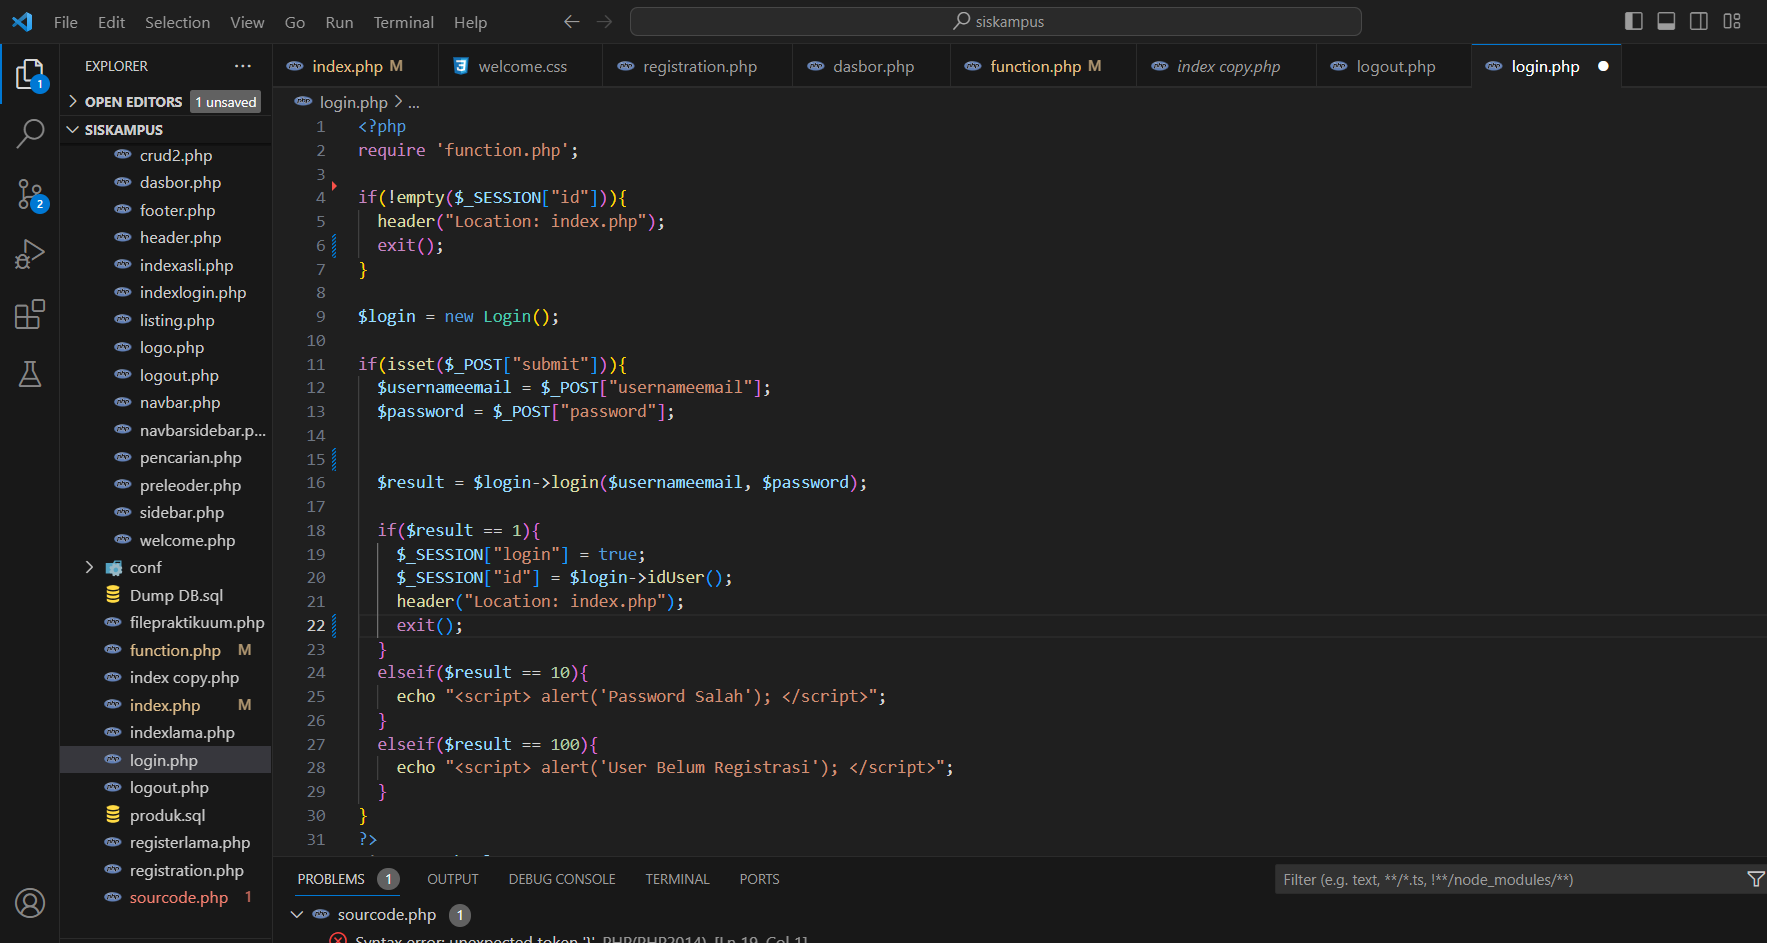 File Edit Selection View Go Run Terminal Help
siskampus
EXPLORER
OPEN EDITORS 1 unsaved
SISKAMPUS
crud2.php
dasbor.php
footer.php
header.php
indexasli.php
indexlogin.php
listing.php
logo.php
logout.php
navbar.php
navbarsidebar.p...
pencarian.php
preleoder.php
sidebar.php
welcome.php
conf
Dump DB.sql
filepraktikuum.php
function.php M
index copy.php
index.php M
indexlama.php
login.php
logout.php
produk.sql
registerlama.php
registration.php
sourcode.php 1
1
2
index.php M welcome.css registration.php dasbor.php function.php M index copy.php logout.php login.php
login.php > ...
1 <?php
2 require 'function.php';
3
4 if(!empty($_SESSION["id"])){
5 header("Location: index.php");
6 exit();
7 }
8
9 $login = new Login();
10
11 if(isset($_POST["submit"])){
12 $usernameemail = $_POST["usernameemail"];
13 $password = $_POST["password"];
14
15
16 $result = $login->login($usernameemail, $password);
17
18 if($result == 1){
19 $_SESSION["login"] = true;
20 $_SESSION["id"] = $login->idUser();
21 header("Location: index.php");
22 exit();
23 }
24 elseif($result == 10){
25 echo "<script> alert('Password Salah'); </script>";
26 }
27 elseif($result == 100){
28 echo "<script> alert('User Belum Registrasi'); </script>";
29 }
30 }
31 ?>
PROBLEMS 1 OUTPUT DEBUG CONSOLE TERMINAL PORTS
Filter (e.g. text, **/*.ts, !**/node_modules/**)
sourcode.php 1
Syntax error: unexpected token '}' PHP(PHP2014) [Ln 19, Col 1]